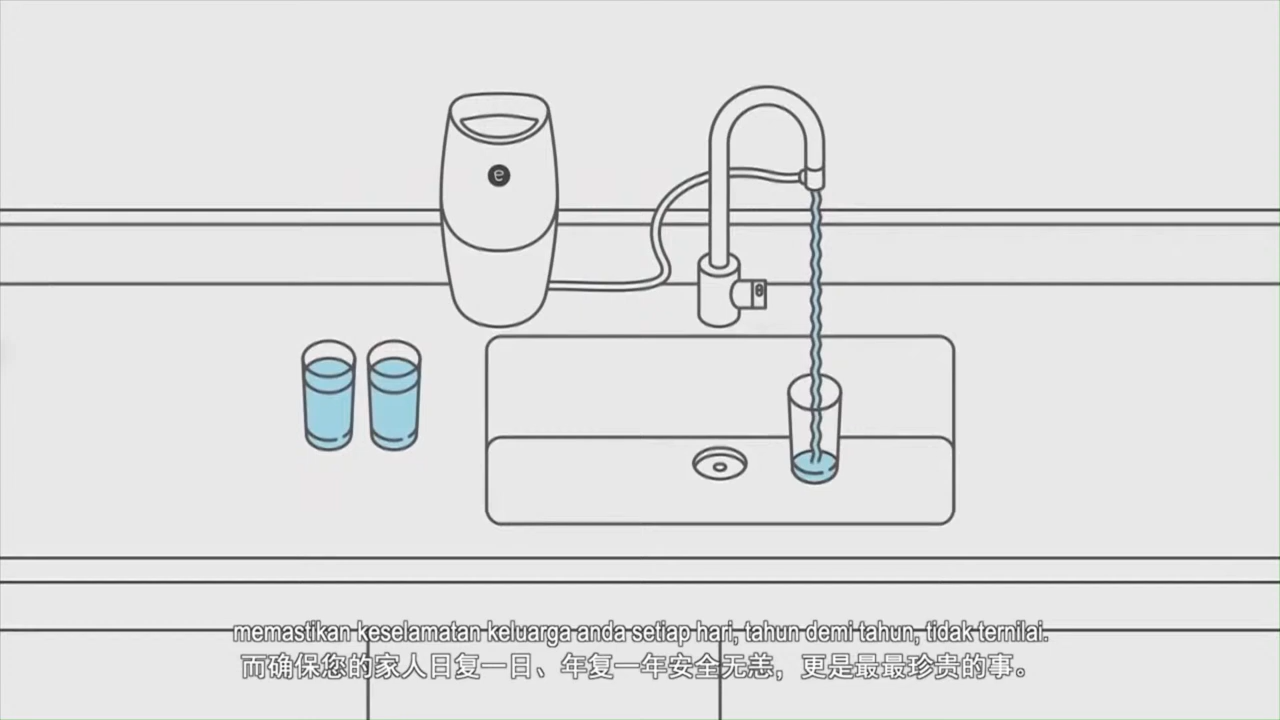 e
memastikan keselamatan keluarga anda setiap hari, tahun demi tahun, tidak ternilai.
而确保您的家人日复一日、年复一年安全无恙，更是最最珍贵的事。